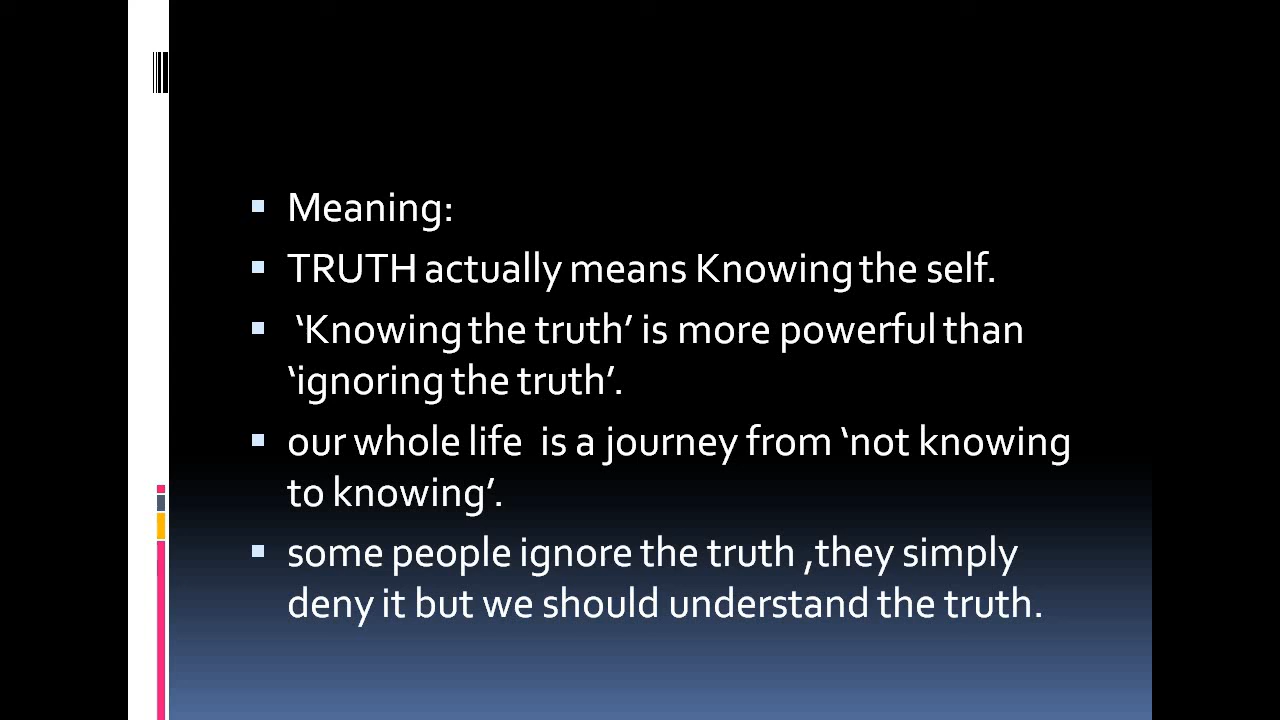 Meaning:
TRUTH actually means Knowing the self.
‘Knowing the truth’ is more powerful than
‘ignoring the truth’.
our whole life  is a journey from ‘not knowing
to knowing’.
some people ignore the truth ,they simply
deny it but we should understand the truth.